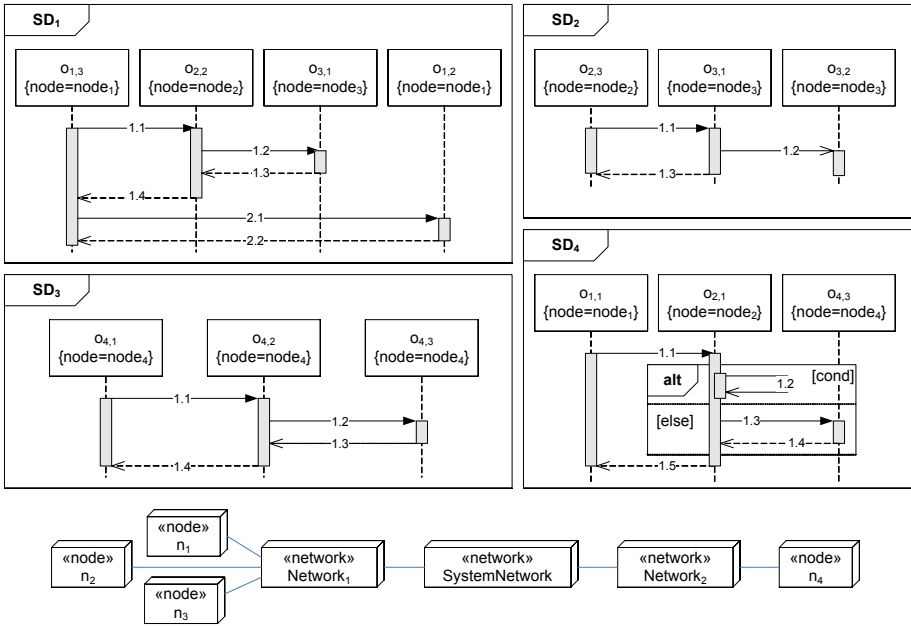 SD1
o1,3
{node=node1}
o2,2
{node=node2}
o3,1
{node=node3}
o1,2
{node=node1}
1.1
1.2
1.3
1.4
2.1
2.2
SD2
o2,3
{node=node2}
o3,1
{node=node3}
o3,2
{node=node3}
1.1
1.2
1.3
SD3
o4,1
{node=node4}
o4,2
{node=node4}
o4,3
{node=node4}
1.1
1.2
1.3
1.4
SD4
o1,1
{node=node1}
o2,1
{node=node2}
o4,3
{node=node4}
1.1
alt
[cond]
1.2
[else]
1.3
1.4
1.5
«node»
n1
«node»
n2
«node»
n3
«network»
Network1
«network»
SystemNetwork
«network»
Network2
«node»
n4